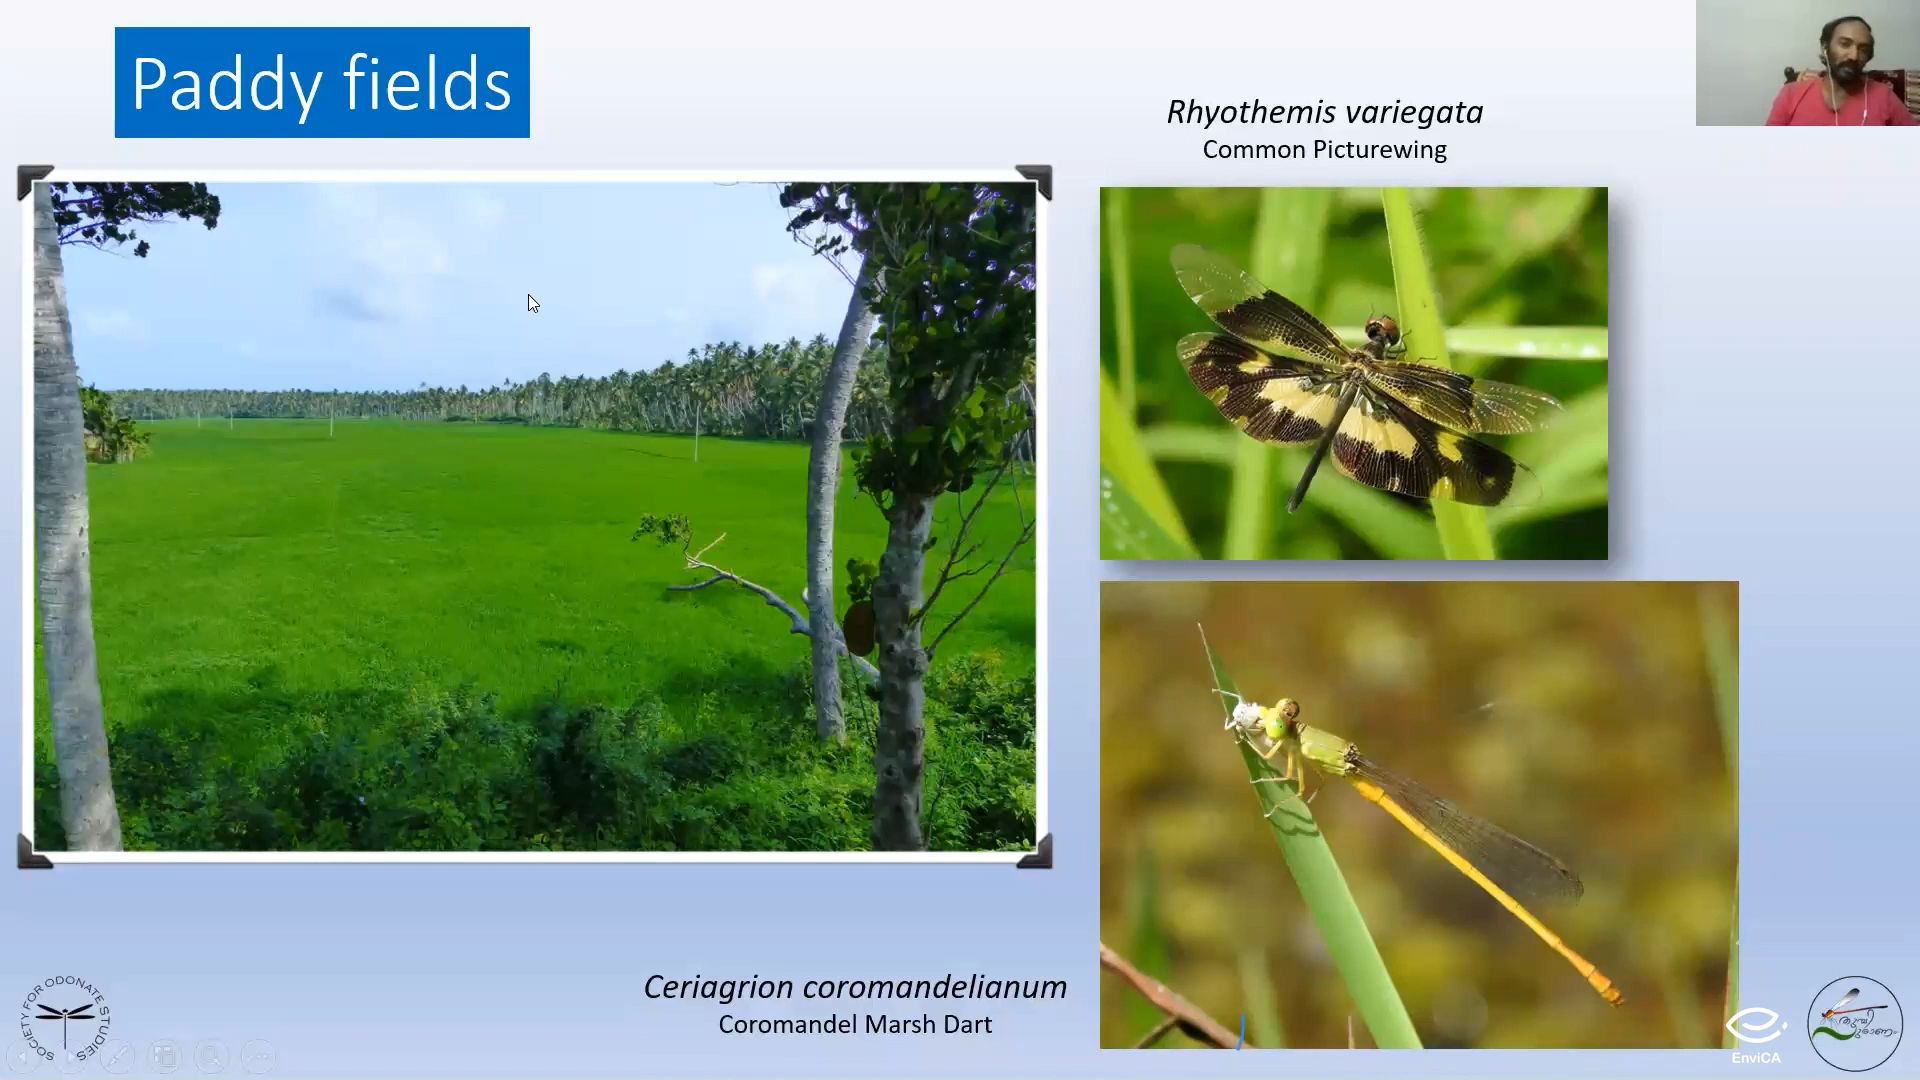 Paddy fields
Rhyothemis variegata
Common Picturewing
Ceriagrion coromandelianum
Coromandel Marsh Dart
SOCIETY FOR ODONATE STUDIES
EnviCA